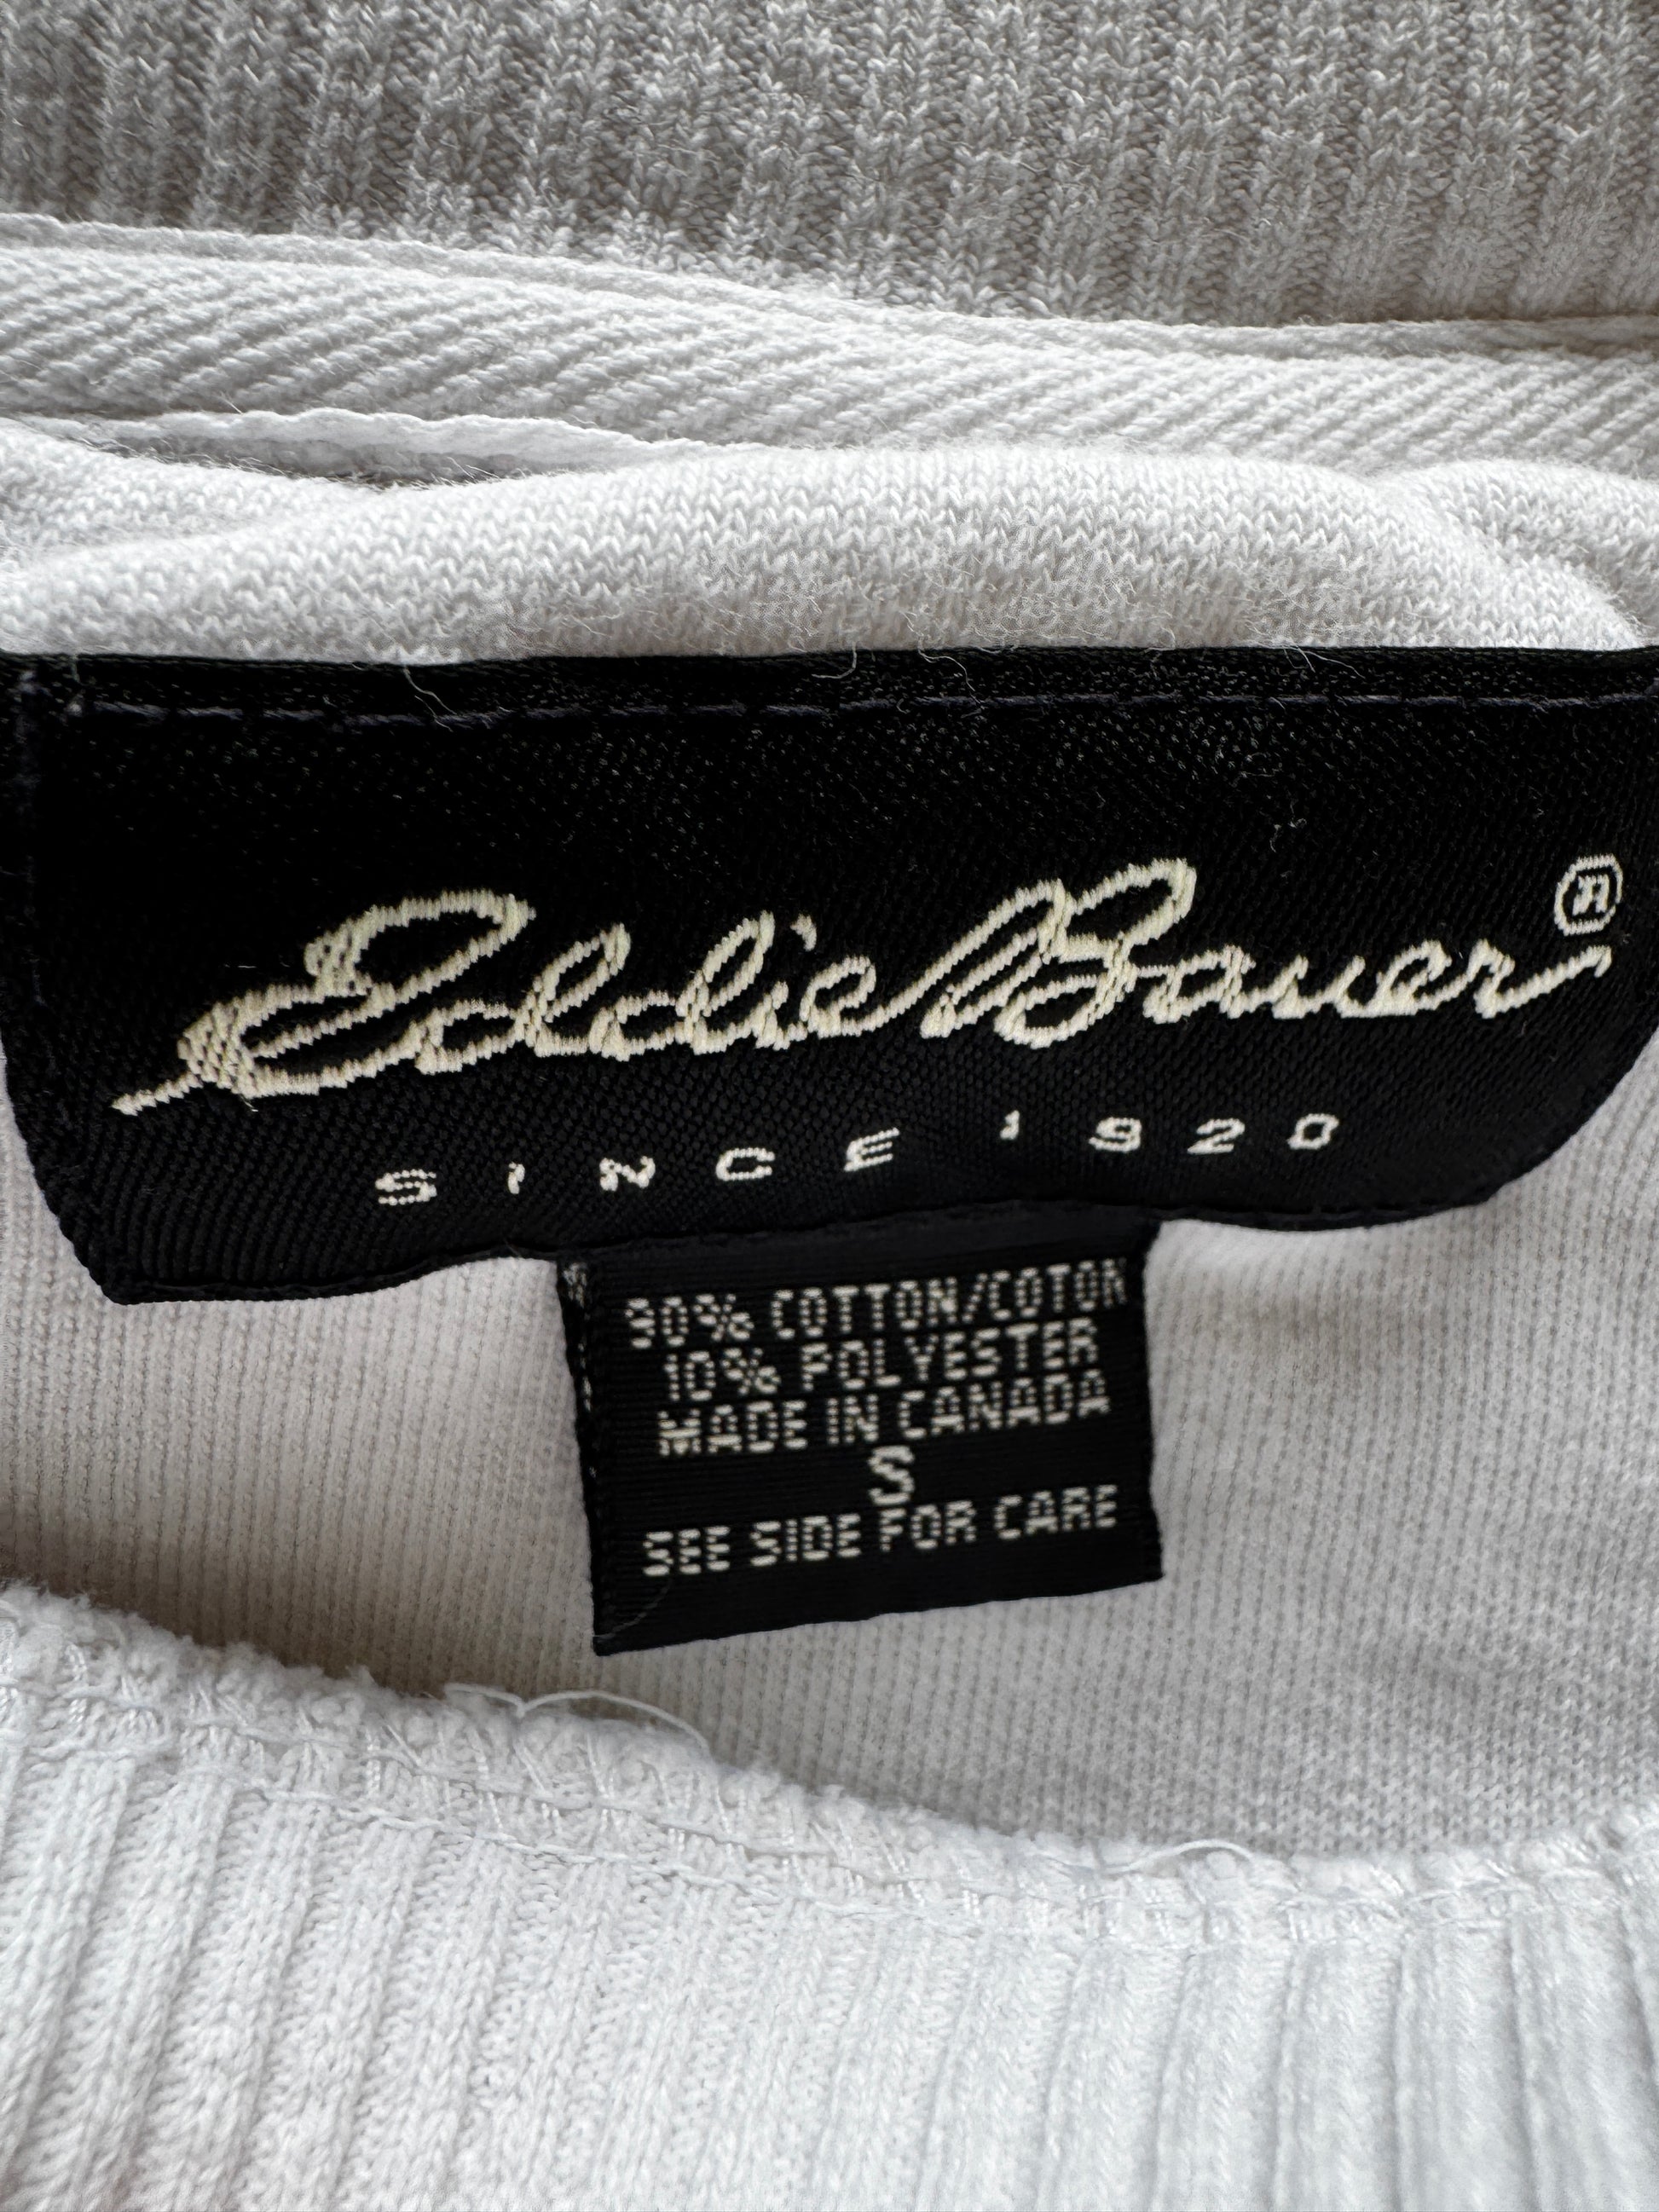 Eddie Bauer®
SINCE 1920
90% COTTON/COTON
10% POLYESTER
MADE IN CANADA
S
SEE SIDE FOR CARE